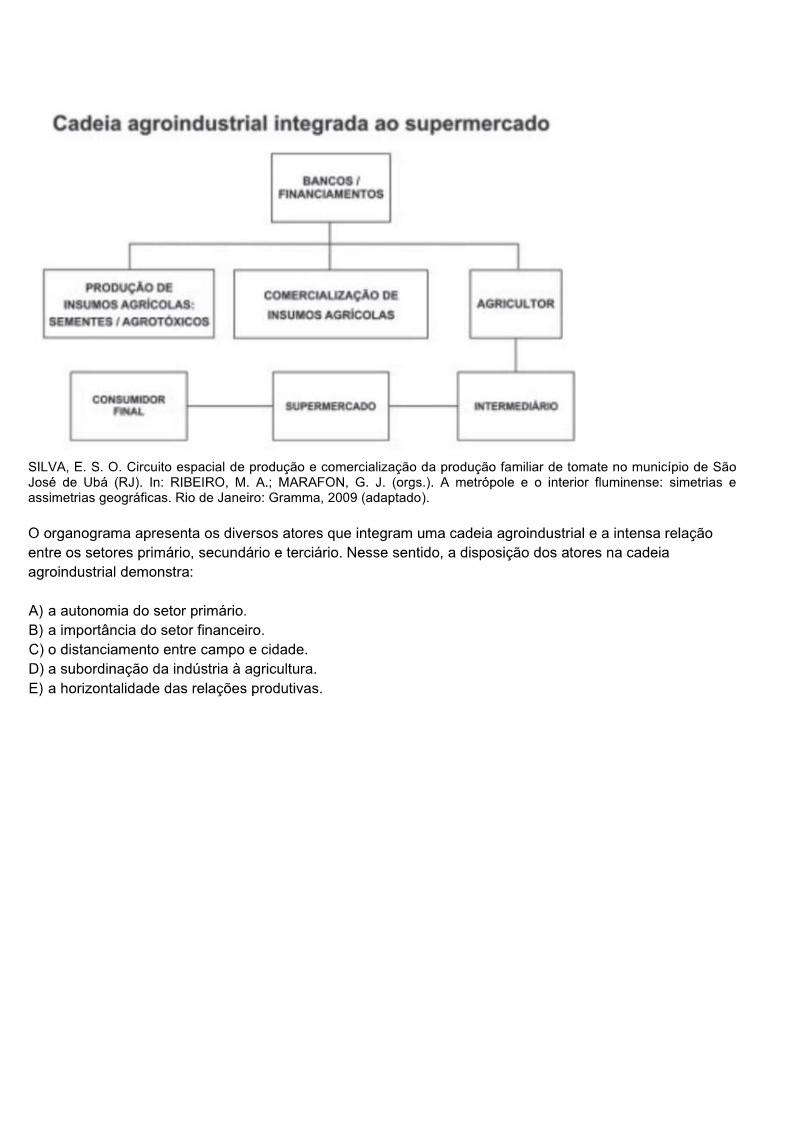 Cadeia agroindustrial integrada ao supermercado
BANCOS /
FINANCIAMENTOS
PRODUÇÃO DE
INSUMOS AGRÍCOLAS:
SEMENTES / AGROTÓXICOS
COMERCIALIZAÇÃO DE
INSUMOS AGRÍCOLAS
AGRICULTOR
CONSUMIDOR
FINAL
SUPERMERCADO
INTERMEDIÁRIO
SILVA, E. S. O. Circuito espacial de produção e comercialização da produção familiar de tomate no município de São
José de Ubá (RJ). In: RIBEIRO, M. A.; MARAFON, G. J. (orgs.). A metrópole e o interior fluminense: simetrias e
assimetrias geográficas. Rio de Janeiro: Gramma, 2009 (adaptado).
O organograma apresenta os diversos atores que integram uma cadeia agroindustrial e a intensa relação
entre os setores primário, secundário e terciário. Nesse sentido, a disposição dos atores na cadeia
agroindustrial demonstra:
A) a autonomia do setor primário.
B) a importância do setor financeiro.
C) o distanciamento entre campo e cidade.
D) a subordinação da indústria à agricultura.
E) a horizontalidade das relações produtivas.